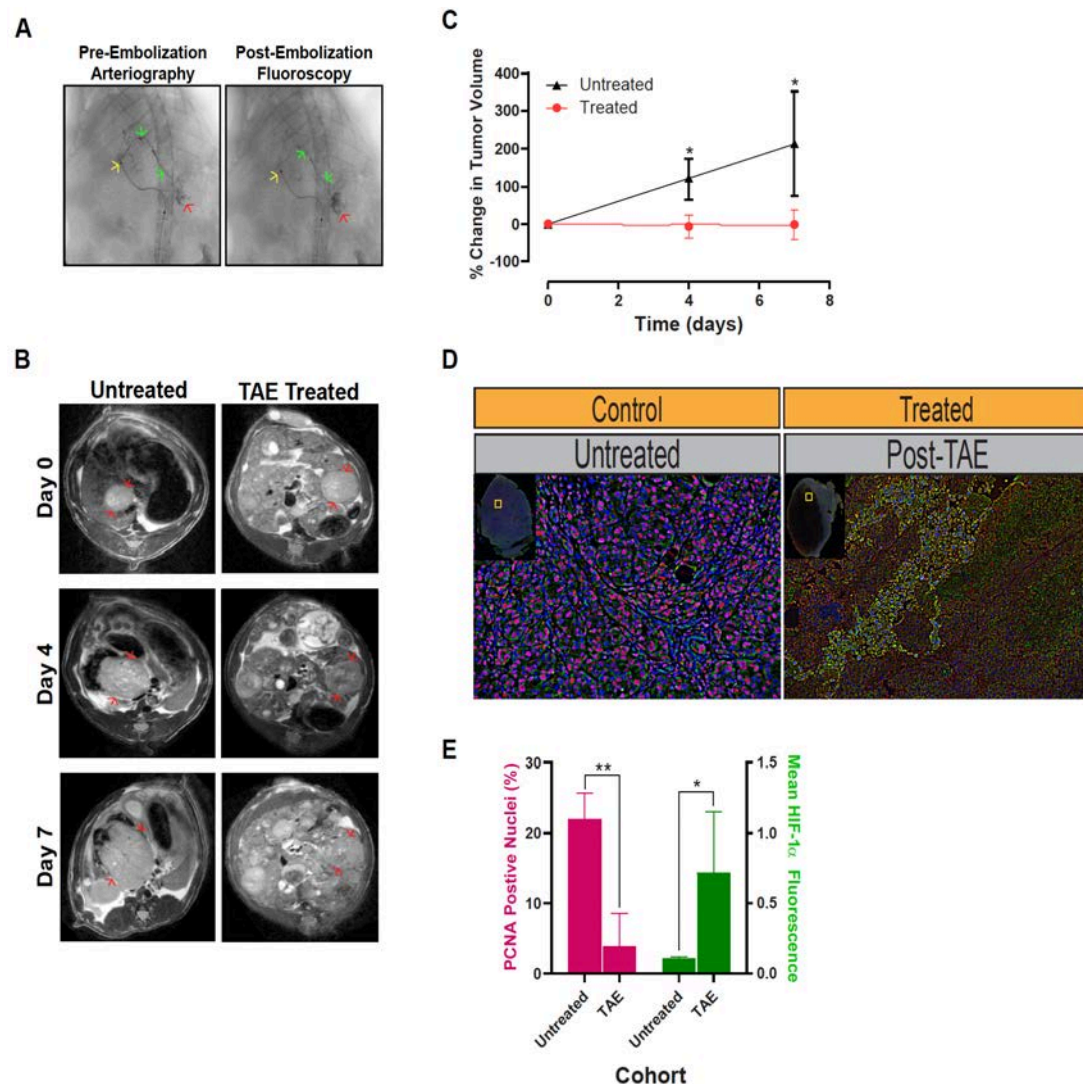 A
Pre-Embolization
Arteriography
Post-Embolization
Fluoroscopy
B
Untreated
TAE Treated
Day 0
Day 4
Day 7
C
% Change in Tumor Volume
400
300
200
100
0
-100
Untreated
Treated
*
*
0
2
4
6
8
Time (days)
D
Control
Treated
Untreated
Post-TAE
E
PCNA Postive Nuclei (%)
30
20
10
0
**
*
1.5
1.0
0.5
0.0
Mean HIF-1α Fluorescence
Untreated
TAE
Untreated
TAE
Cohort